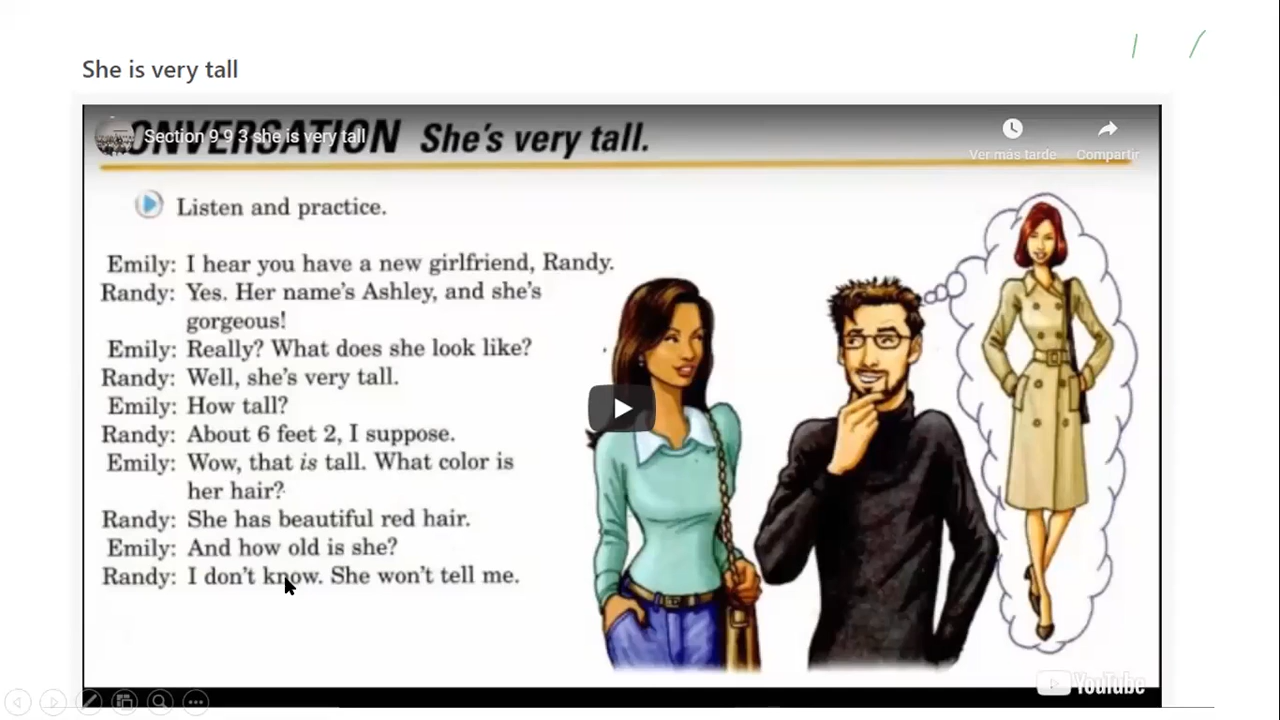 She is very tall
Section 9 9 3 she is very tall
ONVERSATION She's very tall.
Ver más tarde
Compartir
Listen and practice.
Emily: I hear you have a new girlfriend, Randy.
Randy: Yes. Her name's Ashley, and she's
gorgeous!
Emily: Really? What does she look like?
Randy: Well, she's very tall.
Emily: How tall?
Randy: About 6 feet 2, I suppose.
Emily: Wow, that is tall. What color is
her hair?
Randy: She has beautiful red hair.
Emily: And how old is she?
Randy: I don't know. She won't tell me.
YouTube